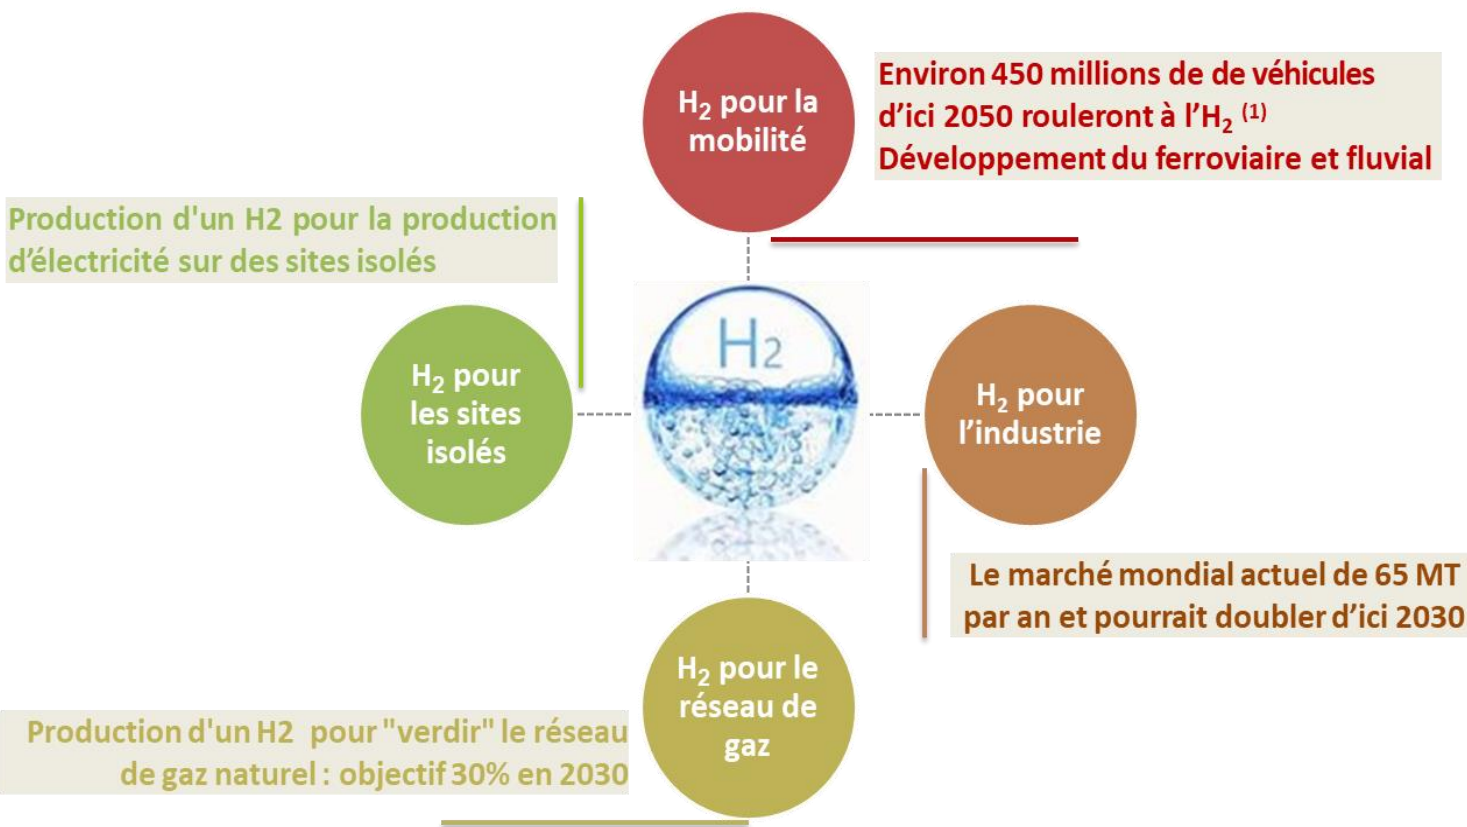 H₂ pour la
mobilité
Environ 450 millions de de véhicules
d'ici 2050 rouleront à l'H₂ (1)
Développement du ferroviaire et fluvial
Production d'un H2 pour la production
d'électricité sur des sites isolés
H₂ pour
les sites
isolés
H2
H₂ pour
l'industrie
Le marché mondial actuel de 65 MT
par an et pourrait doubler d'ici 2030
H₂ pour le
réseau de
gaz
Production d'un H2 pour "verdir" le réseau
de gaz naturel : objectif 30% en 2030